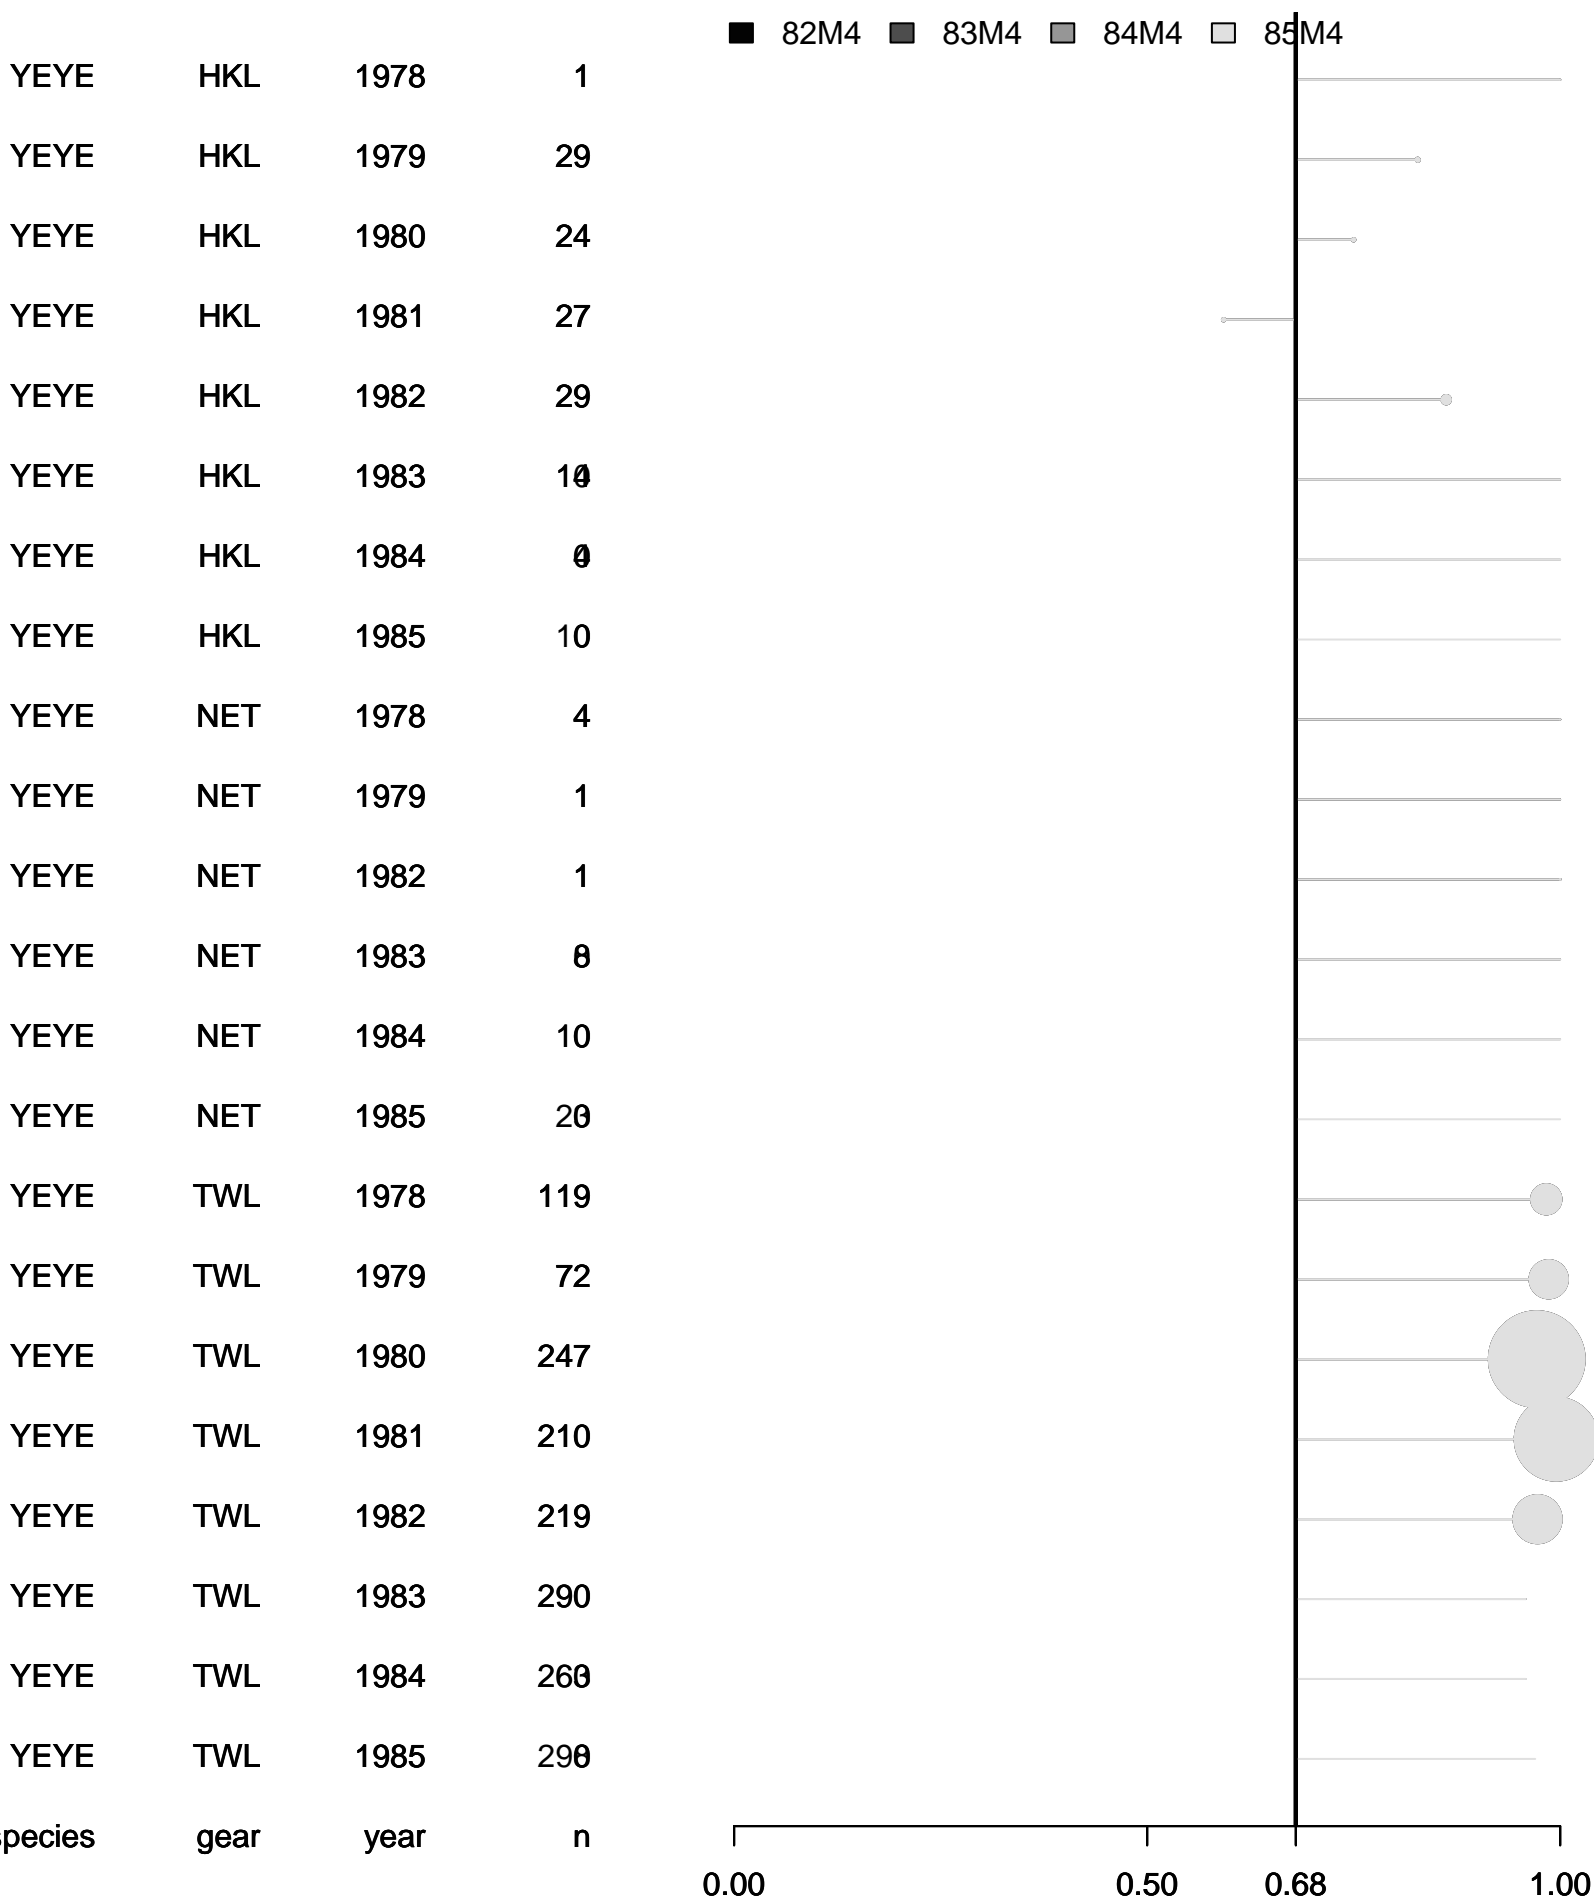 82M4 83M4 84M4 85M4
YEYE HKL 1978 1
YEYE HKL 1979 29
YEYE HKL 1980 24
YEYE HKL 1981 27
YEYE HKL 1982 29
YEYE HKL 1983
YEYE HKL 1984
YEYE HKL 1985 10
YEYE NET 1978 4
YEYE NET 1979 1
YEYE NET 1982 1
YEYE NET 1983
YEYE NET 1984 10
YEYE NET 1985
YEYE TWL 1978 119
YEYE TWL 1979 72
YEYE TWL 1980 247
YEYE TWL 1981 210
YEYE TWL 1982 219
YEYE TWL 1983 290
YEYE TWL 1984
YEYE TWL 1985
species gear year n
0.00 0.50 0.68 1.00